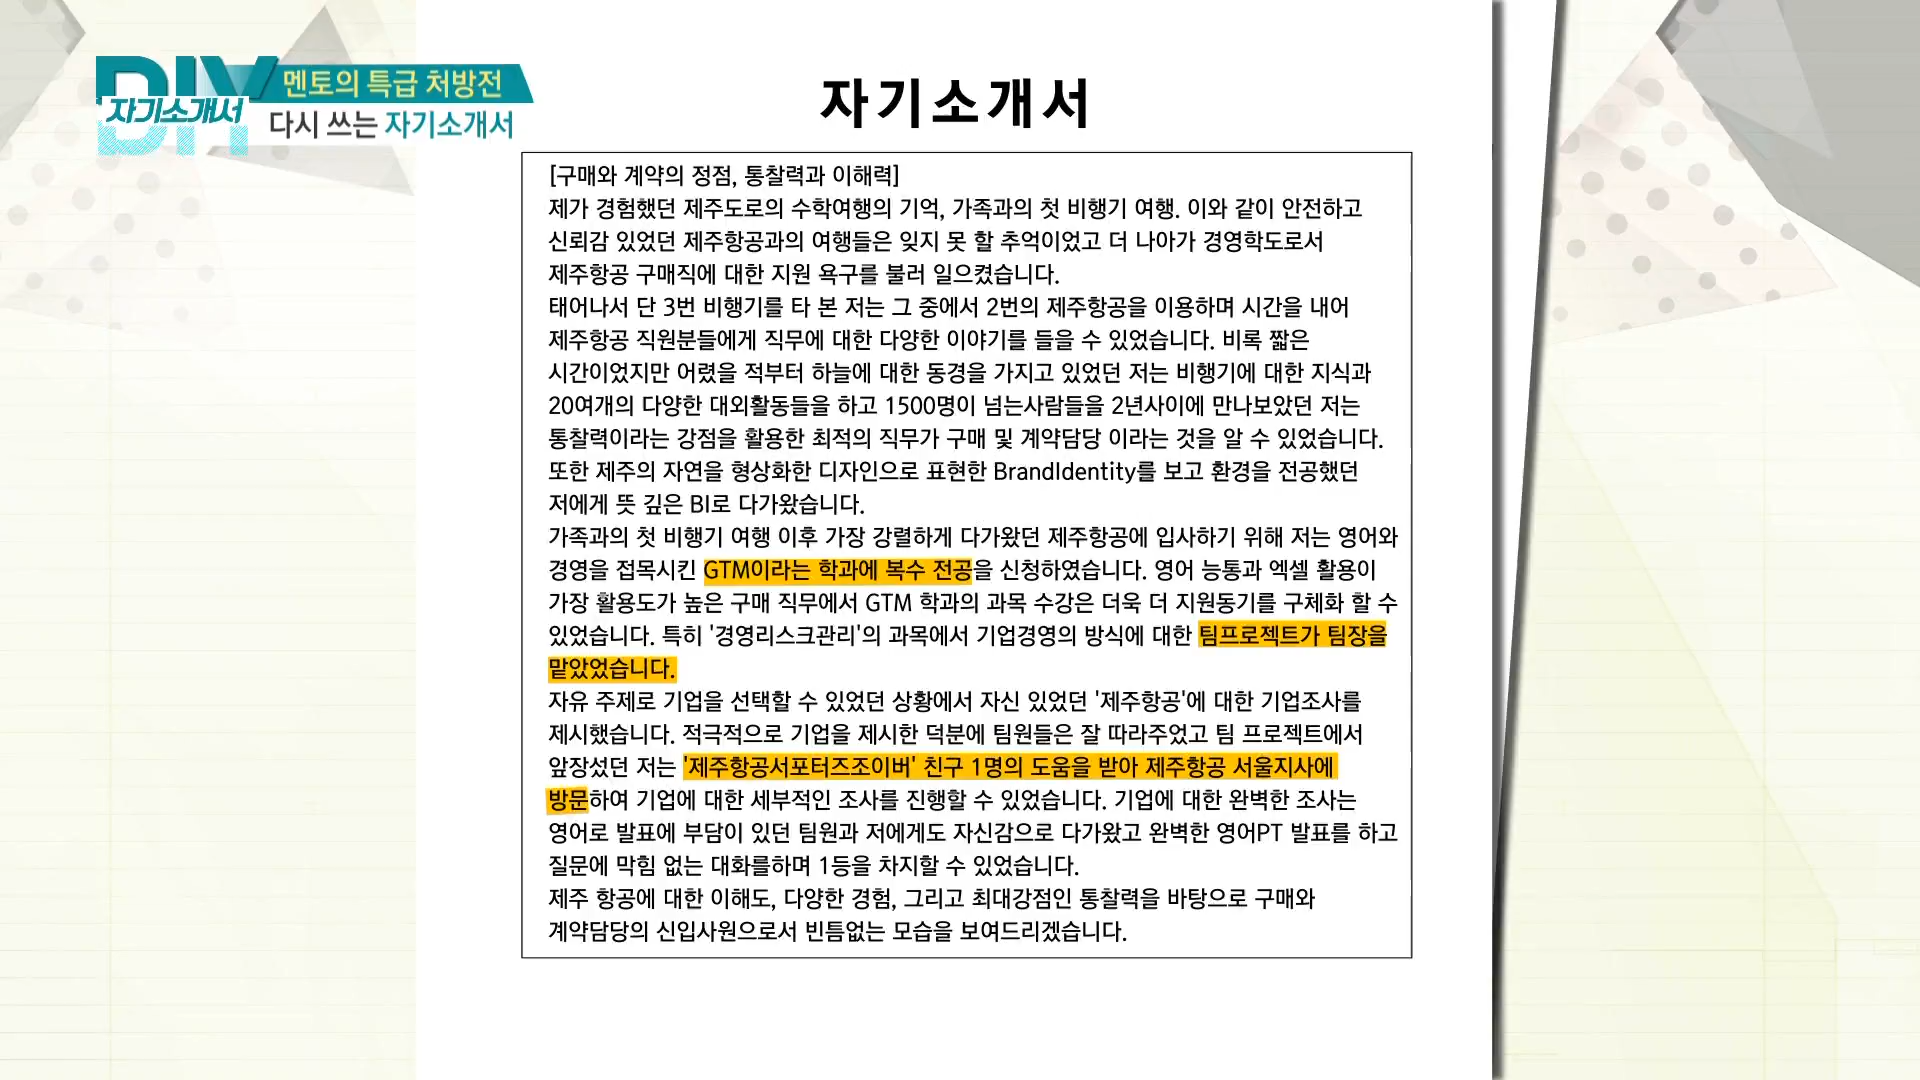 DIY
자기소개서
멘토의 특급 처방전
다시 쓰는 자기소개서
자기소개서
[구매와 계약의 정점, 통찰력과 이해력]
제가 경험했던 제주도로의 수학여행의 기억, 가족과의 첫 비행기 여행. 이와 같이 안전하고
신뢰감 있었던 제주항공과의 여행들은 잊지 못 할 추억이었고 더 나아가 경영학도로서
제주항공 구매직에 대한 지원 욕구를 불러 일으켰습니다.
태어나서 단 3번 비행기를 타 본 저는 그 중에서 2번의 제주항공을 이용하며 시간을 내어
제주항공 직원분들에게 직무에 대한 다양한 이야기를 들을 수 있었습니다. 비록 짧은
시간이었지만 어렸을 적부터 하늘에 대한 동경을 가지고 있었던 저는 비행기에 대한 지식과
20여개의 다양한 대외활동들을 하고 1500명이 넘는사람들을 2년사이에 만나보았던 저는
통찰력이라는 강점을 활용한 최적의 직무가 구매 및 계약담당 이라는 것을 알 수 있었습니다.
또한 제주의 자연을 형상화한 디자인으로 표현한 BrandIdentity를 보고 환경을 전공했던
저에게 뜻 깊은 BI로 다가왔습니다.
가족과의 첫 비행기 여행 이후 가장 강렬하게 다가왔던 제주항공에 입사하기 위해 저는 영어와
경영을 접목시킨 GTM이라는 학과에 복수 전공을 신청하였습니다. 영어 능통과 엑셀 활용이
가장 활용도가 높은 구매 직무에서 GTM 학과의 과목 수강은 더욱 더 지원동기를 구체화 할 수
있었습니다. 특히 '경영리스크관리'의 과목에서 기업경영의 방식에 대한 팀프로젝트가 팀장을
맡았었습니다.
자유 주제로 기업을 선택할 수 있었던 상황에서 자신 있었던 '제주항공'에 대한 기업조사를
제시했습니다. 적극적으로 기업을 제시한 덕분에 팀원들은 잘 따라주었고 팀 프로젝트에서
앞장섰던 저는 '제주항공서포터즈조이버' 친구 1명의 도움을 받아 제주항공 서울지사에
방문하여 기업에 대한 세부적인 조사를 진행할 수 있었습니다. 기업에 대한 완벽한 조사는
영어로 발표에 부담이 있던 팀원과 저에게도 자신감으로 다가왔고 완벽한 영어PT 발표를 하고
질문에 막힘 없는 대화를하며 1등을 차지할 수 있었습니다.
제주 항공에 대한 이해도, 다양한 경험, 그리고 최대강점인 통찰력을 바탕으로 구매와
계약담당의 신입사원으로서 빈틈없는 모습을 보여드리겠습니다.